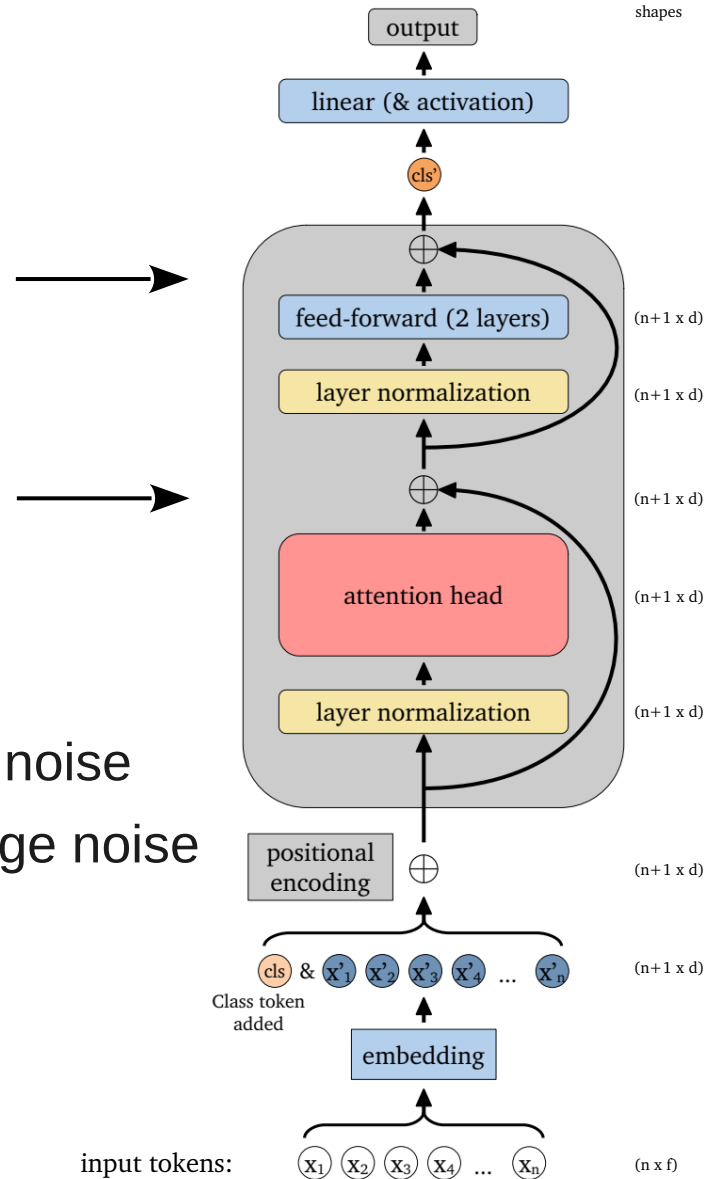 shapes
output
linear (& activation)
cls'
feed-forward (2 layers)
(n+1 x d)
layer normalization
(n+1 x d)
(n+1 x d)
attention head
(n+1 x d)
layer normalization
(n+1 x d)
noise
ge noise
positional
encoding
(n+1 x d)
cls & x'1 x'2 x'3 x'4 ... x'n
(n+1 x d)
Class token
added
embedding
input tokens: x1 x2 x3 x4 ... xn
(n x f)